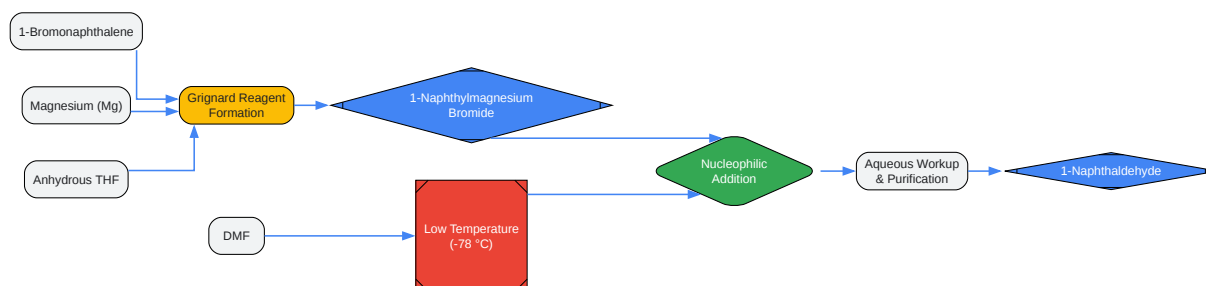 1-Bromonaphthalene
Magnesium (Mg)
Anhydrous THF
Grignard Reagent
Formation
1-Naphthylmagnesium
Bromide
DMF
Low Temperature
(-78 °C)
Nucleophilic
Addition
Aqueous Workup
& Purification
1-Naphthaldehyde